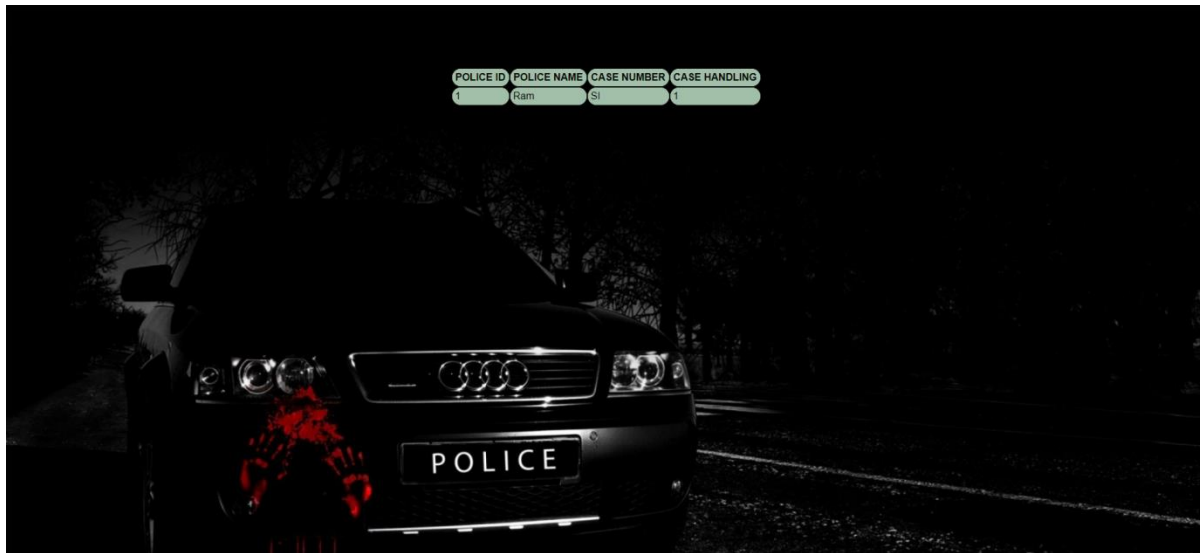 POLICE ID POLICE NAME CASE NUMBER CASE HANDLING
1 Ram SI 1
POLICE